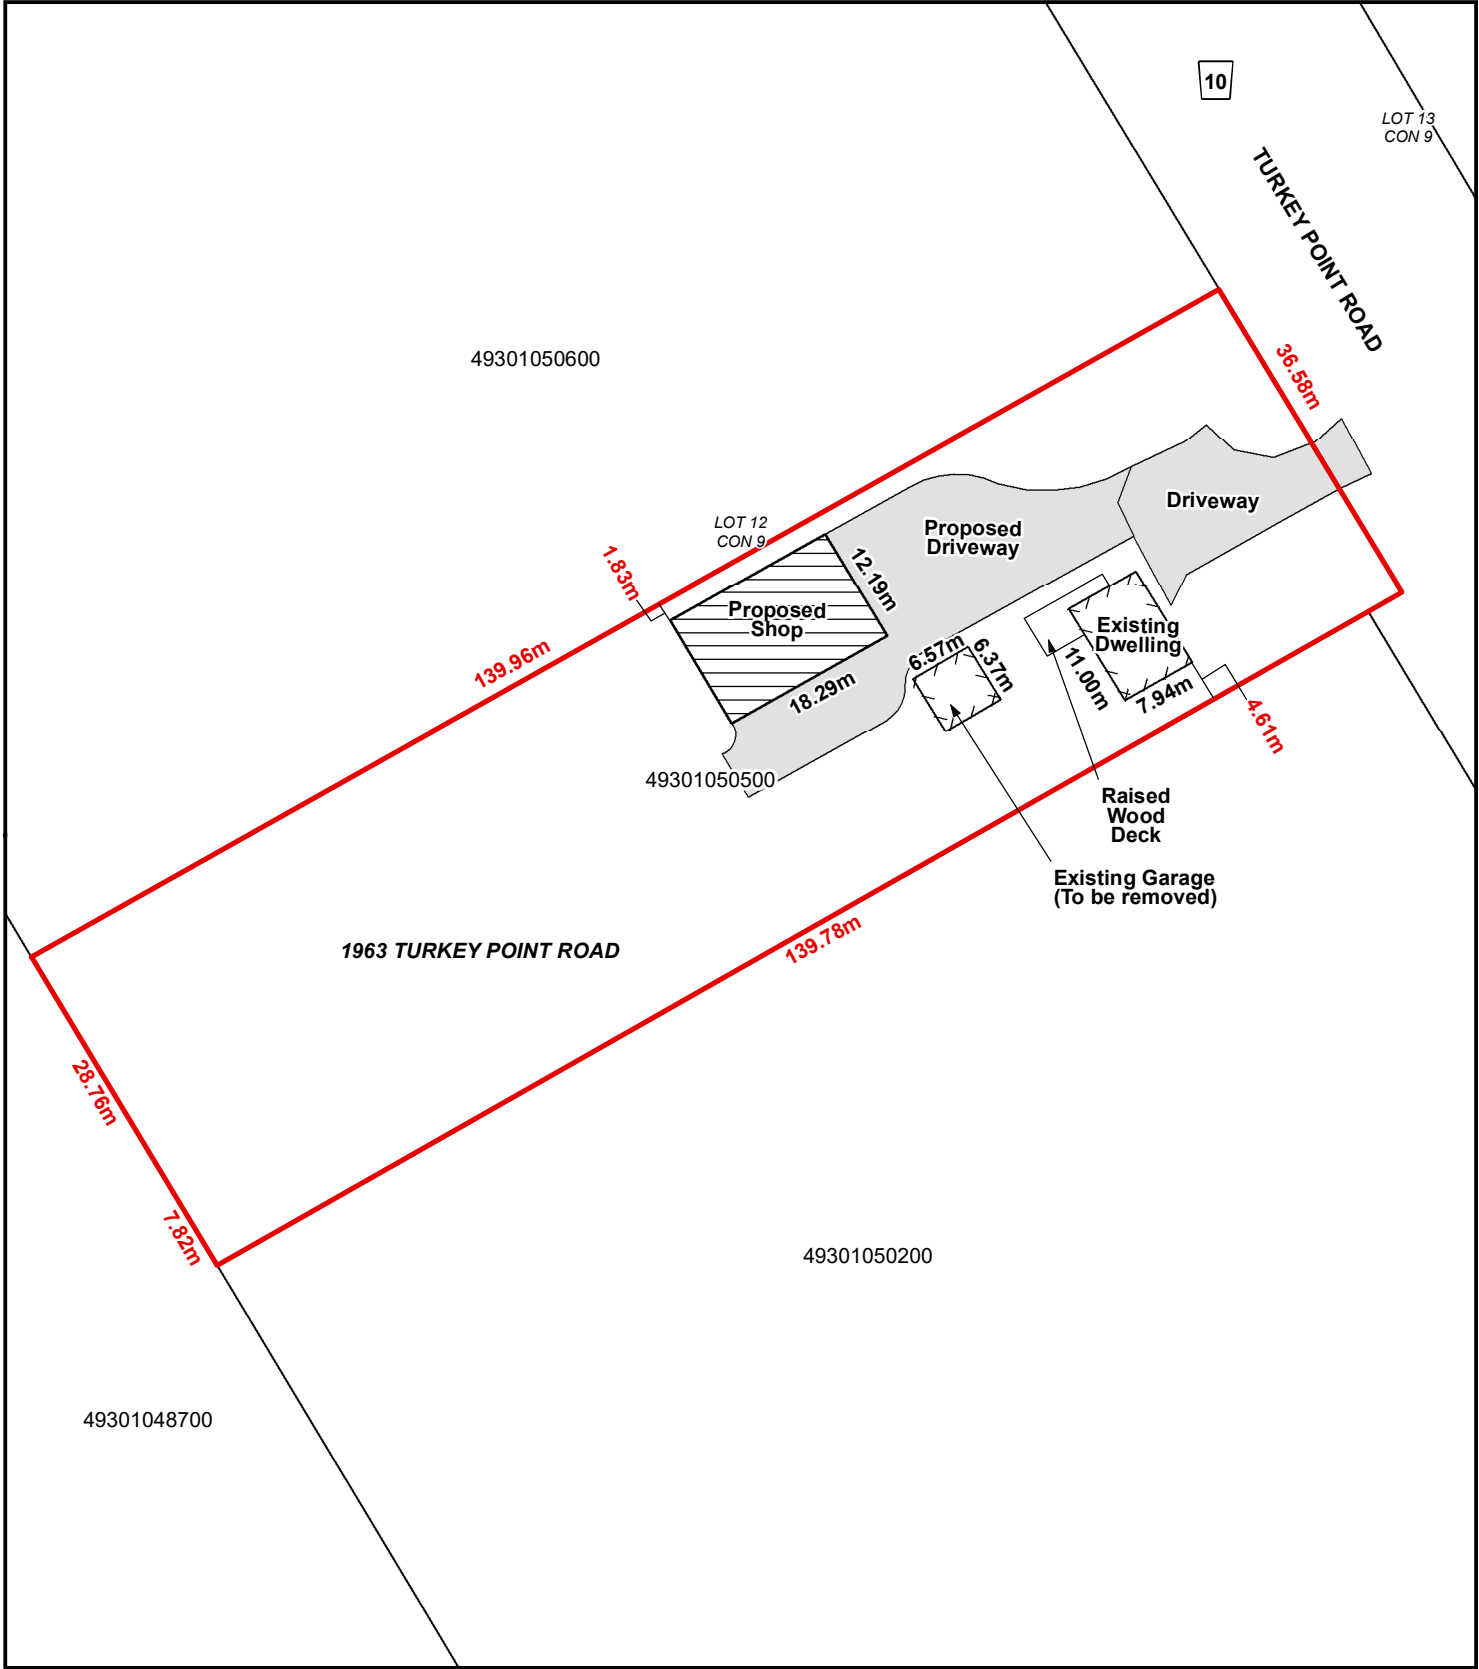 10
LOT 13
CON 9
TURKEY POINT ROAD
36.58m
49301050600
Driveway
Proposed
Driveway
LOT 12
CON 9
1.83m
12.19m
Proposed
Shop
Existing
Dwelling
139.96m
6.57m
6.37m
11.00m
7.94m
18.29m
4.61m
49301050500
Raised
Wood
Deck
Existing Garage
(To be removed)
139.78m
1963 TURKEY POINT ROAD
28.76m
7.82m
49301050200
49301048700